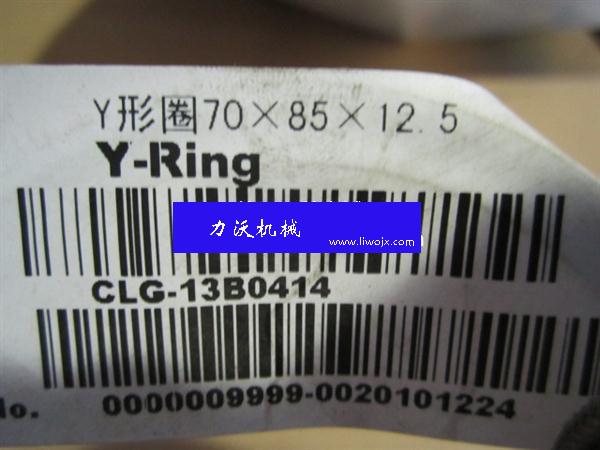 Y形圈70×85×12.5
Y-Ring
力沃机械
www.liwojx.com
CLG-13B0414
No. 0000009999-0020101224